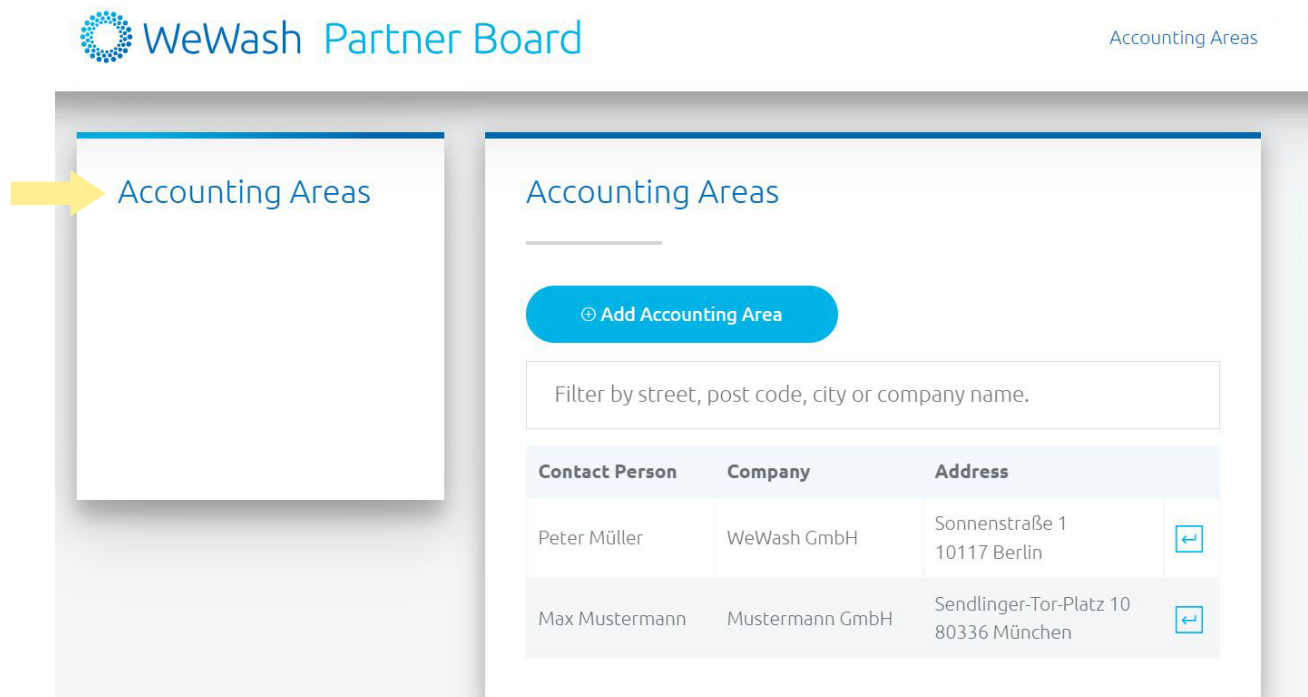 WeWash Partner Board
Accounting Areas
Accounting Areas
Accounting Areas
Add Accounting Area
Filter by street, post code, city or company name.
Contact Person Company Address
Peter Müller WeWash GmbH Sonnenstraße 1
10117 Berlin
Max Mustermann Mustermann GmbH Sendlinger-Tor-Platz 10
80336 München